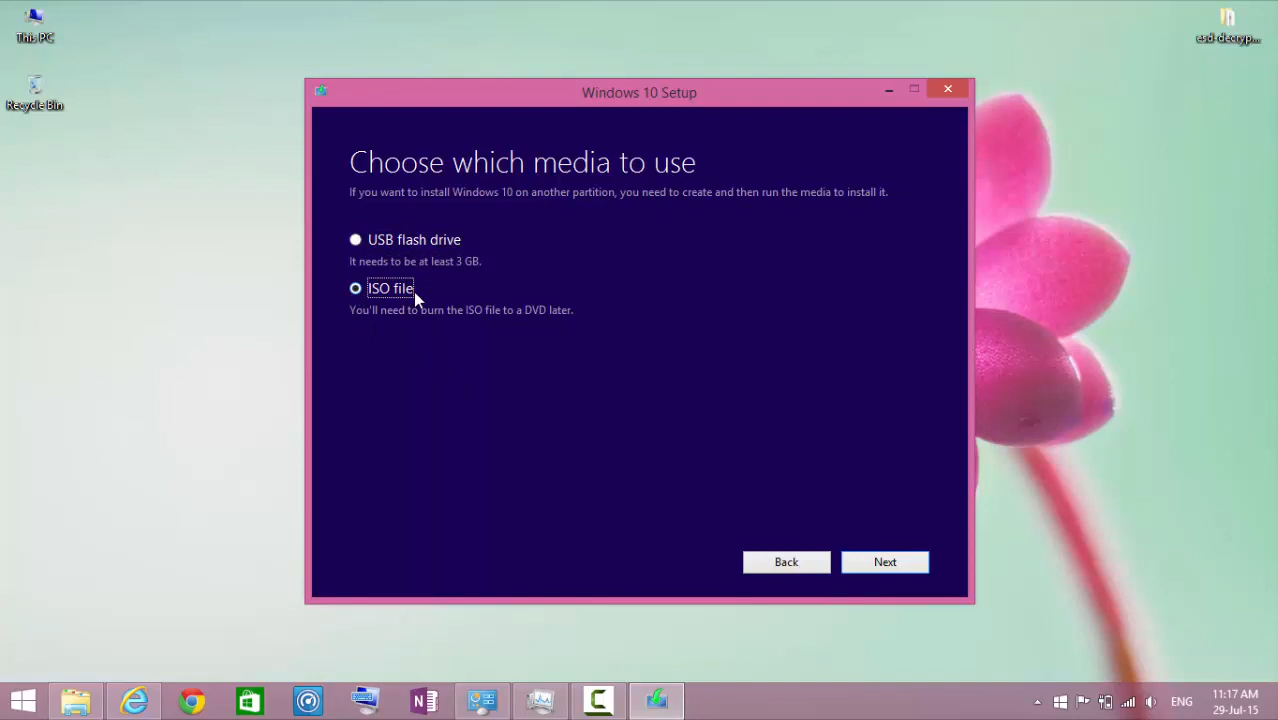 This PC
Recycle Bin
esd-decryp...
Windows 10 Setup
Choose which media to use
If you want to install Windows 10 on another partition, you need to create and then run the media to install it.
USB flash drive
It needs to be at least 3 GB.
ISO file
You'll need to burn the ISO file to a DVD later.
Back
Next
ENG
11:17 AM
29-Jul-15